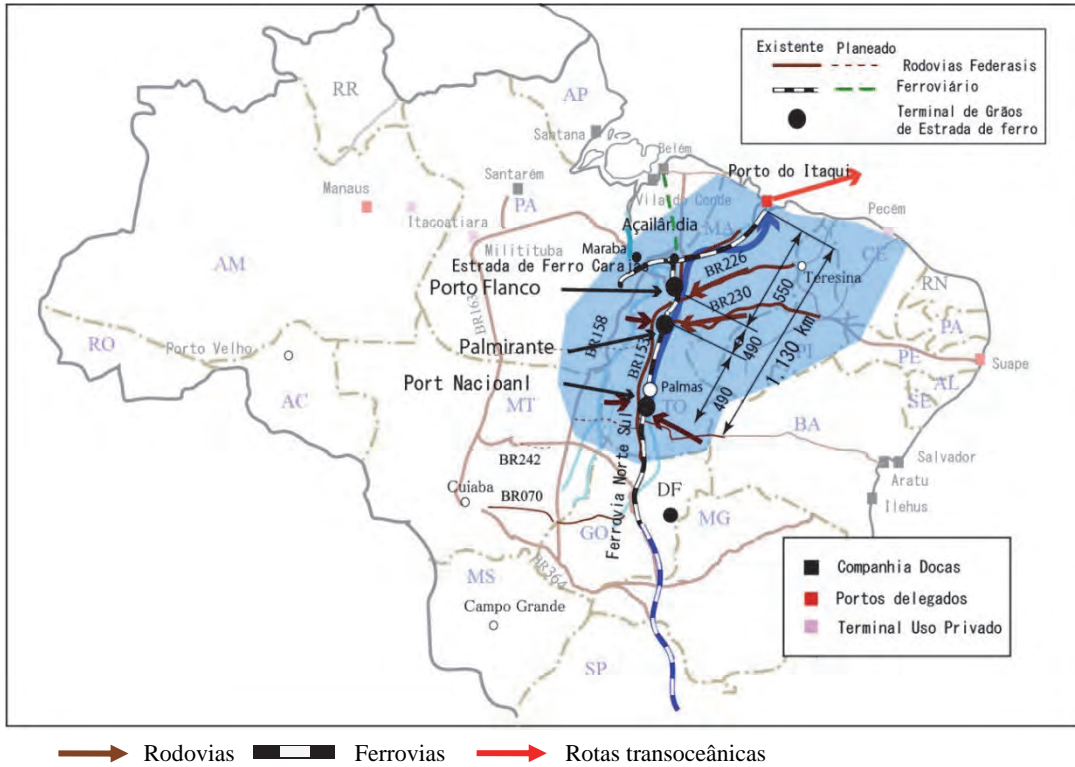 Existente Planeado
Rodovias Federasis
Ferroviário
Terminal de Grãos
de Estrada de ferro
RR
AP
Santana
Belém
Porto do Itaqui
Manaus
Santarém
PA
Vila do Conde
Pecém
Itacoatiara
Açailândia
MA
CE
Milititutba
Maraba
Estrada de Ferro Carajás
BR226
Teresina
AM
RN
Porto Flanco
BR230
550
PA
BR163
BR158
490
1 130 km
PI
RO
Porto Velho
Palmirante
BR153
PE
Suape
AL
Port Nacioanl
Palmas
490
SE
AC
MT
TO
BA
BR242
Salvador
Aratu
Cuiaba
BR070
Ferrovia Norte Sul
DF
Ilehus
GO
MG
MS
BR364
Campo Grande
SP
Companhia Docas
Portos delegados
Terminal Uso Privado
Rodovias Ferrovias Rotas transoceânicas